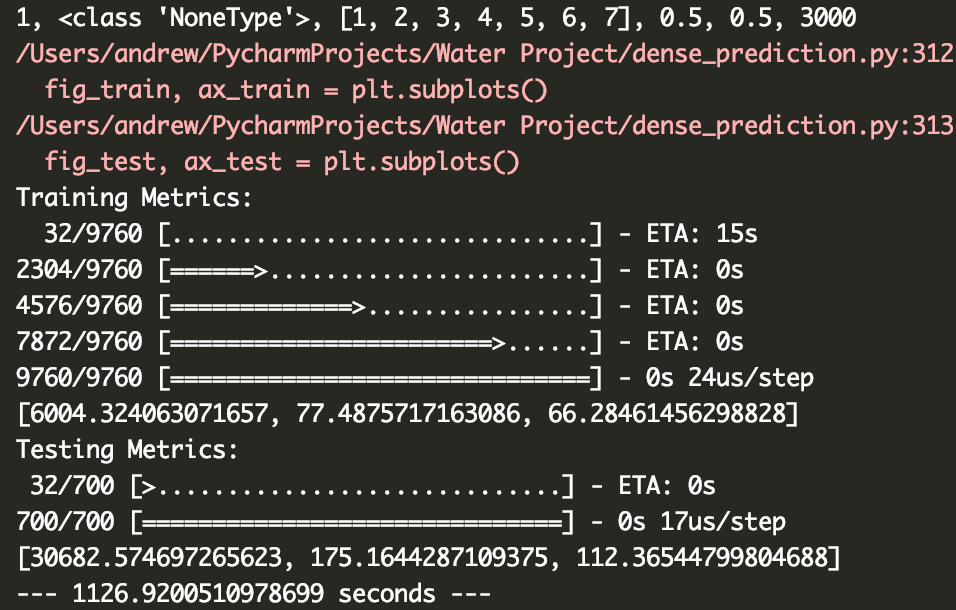 1, <class 'NoneType'>, [1, 2, 3, 4, 5, 6, 7], 0.5, 0.5, 3000
/Users/andrew/PycharmProjects/Water Project/dense_prediction.py:312
  fig_train, ax_train = plt.subplots()
/Users/andrew/PycharmProjects/Water Project/dense_prediction.py:313
  fig_test, ax_test = plt.subplots()
Training Metrics:
  32/9760 [..............................] - ETA: 15s
2304/9760 [======>.......................] - ETA: 0s
4576/9760 [=============>................] - ETA: 0s
7872/9760 [=======================>......] - ETA: 0s
9760/9760 [==============================] - 0s 24us/step
[6004.324063071657, 77.4875717163086, 66.28461456298828]
Testing Metrics:
 32/700 [>.............................] - ETA: 0s
700/700 [==============================] - 0s 17us/step
[30682.574697265623, 175.1644287109375, 112.36544799804688]
--- 1126.9200510978699 seconds ---